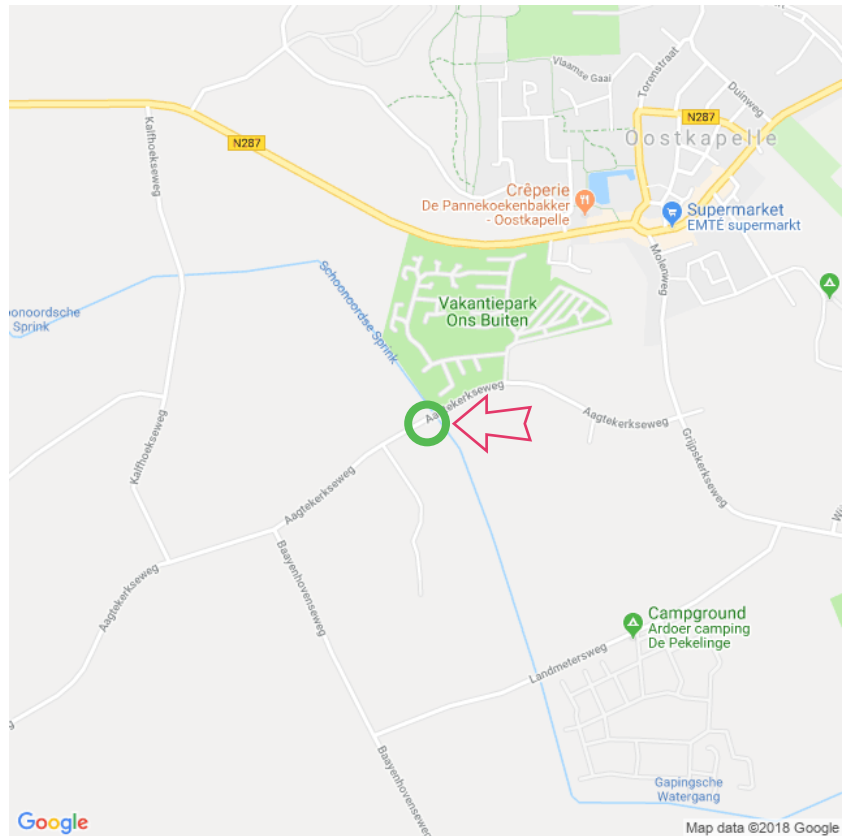 Vlaamse Gaai
Torenstraat
Duinweg
N287
Oostkapelle
Kalfhoekseweg
N287
Crêperie
De Pannekoekenbakker
- Oostkapelle
Supermarket
EMTÉ supermarkt
Molenweg
Schoonoordse Sprink
oonoordsche
Sprink
Vakantiepark
Ons Buiten
Aagtekerkseweg
Aagtekerkseweg
Kalfhoekseweg
Grijpskerkseweg
Aagtekerkseweg
Baayenhovenseweg
Aagtekerkseweg
Campground
Ardoer camping
De Pekelinge
Landmetersweg
Baayenhovenseweg
Gapingsche
Watergang
Google
Map data ©2018 Google